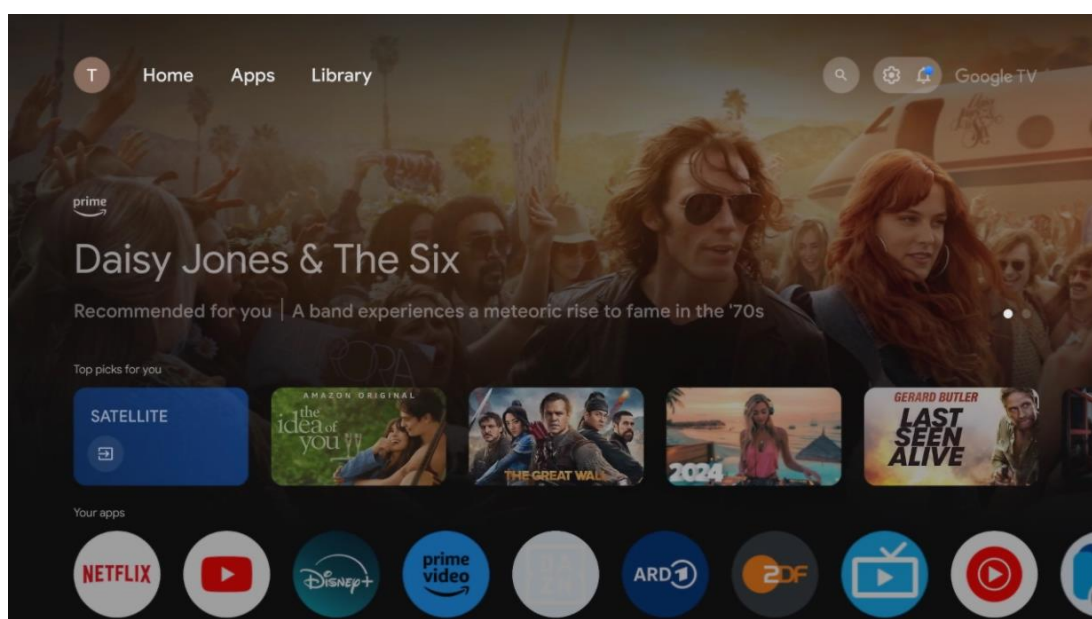 T
Home
Apps
Library
Google TV
prime
Daisy Jones & The Six
Recommended for you | A band experiences a meteoric rise to fame in the '70s
Top picks for you
SATELLITE
AMAZON ORIGINAL
the
idea of
you
THE GREAT WALL
2024
GERARD BUTLER
LAST
SEEN
ALIVE
Your apps
NETFLIX
Disney+
prime
video
ARD 1
ZDF